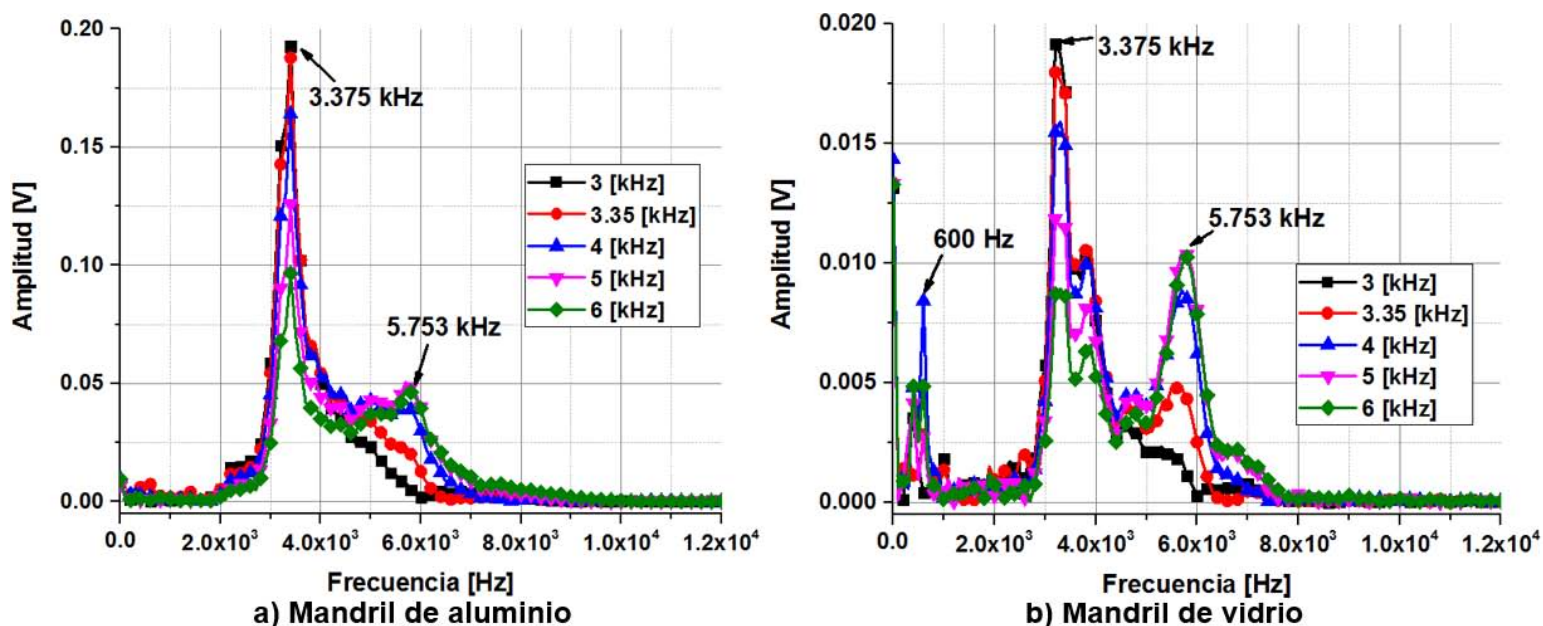 0.20
0.15
0.10
0.05
0.00
Amplitud [V]
3.375 kHz
5.753 kHz
3 [kHz]
3.35 [kHz]
4 [kHz]
5 [kHz]
6 [kHz]
0.0 2.0x10³ 4.0x10³ 6.0x10³ 8.0x10³ 1.0x10⁴ 1.2x10⁴
Frecuencia [Hz]
a) Mandril de aluminio
0.020
0.015
0.010
0.005
0.000
Amplitud [V]
3.375 kHz
600 Hz
5.753 kHz
3 [kHz]
3.35 [kHz]
4 [kHz]
5 [kHz]
6 [kHz]
0.0 2.0x10³ 4.0x10³ 6.0x10³ 8.0x10³ 1.0x10⁴ 1.2x10⁴
Frecuencia [Hz]
b) Mandril de vidrio